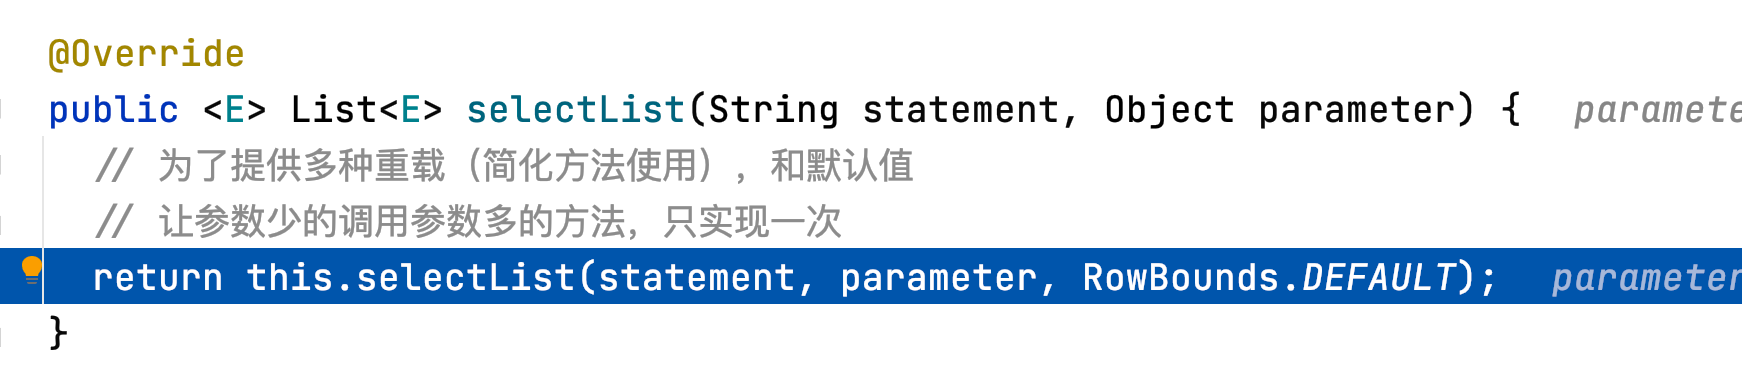 @Override
public <E> List<E> selectList(String statement, Object parameter) { paramete
// 为了提供多种重载（简化方法使用），和默认值
// 让参数少的调用参数多的方法，只实现一次
return this.selectList(statement, parameter, RowBounds.DEFAULT); parameter
}